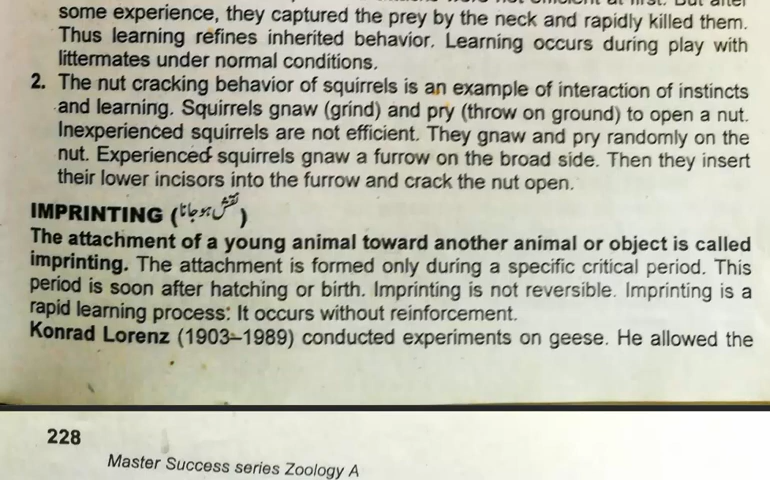 some experience, they captured the prey by the neck and rapidly killed them.
Thus learning refines inherited behavior. Learning occurs during play with
littermates under normal conditions.
2. The nut cracking behavior of squirrels is an example of interaction of instincts
and learning. Squirrels gnaw (grind) and pry (throw on ground) to open a nut.
Inexperienced squirrels are not efficient. They gnaw and pry randomly on the
nut. Experienced squirrels gnaw a furrow on the broad side. Then they insert
their lower incisors into the furrow and crack the nut open.
IMPRINTING (نقش ہو جانا)
The attachment of a young animal toward another animal or object is called
imprinting. The attachment is formed only during a specific critical period. This
period is soon after hatching or birth. Imprinting is not reversible. Imprinting is a
rapid learning process: It occurs without reinforcement.
Konrad Lorenz (1903–1989) conducted experiments on geese. He allowed the
228
Master Success series Zoology A